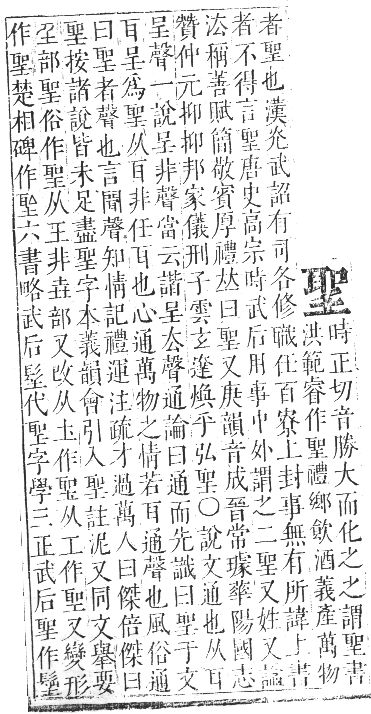 聖
時正切音勝大而化之之謂聖書
洪範睿作聖禮鄉飲酒義產萬物
者聖也漢光武詔有司各修職任百寮上封事無有所諱上書
者不得言聖唐史高宗時武后用事中外謂之二聖又姓又諡
法稱善賦簡敬賓厚禮𠀤曰聖又庚韻音成晉常璩華陽國志
贊仲元抑抑邦家儀刑子雲玄達煥乎弘聖○說文通也从耳
呈聲一說呈非聲當云諧呈㕣聲通論曰通而先識曰聖于文
耳呈爲聖从耳非任耳也心通萬物之情若耳通聲也風俗通
曰聖者聲也言聞聲知情記禮運注疏才過萬人曰傑倍傑曰
聖按諸說皆未足盡聖字本義韻會引入聖註泥又同文舉要
𡈼部聖俗作聖从王非壵部又攺从土作聖从工作又變形
作聖楚相碑作六書略武后代聖字學三正武后聖作